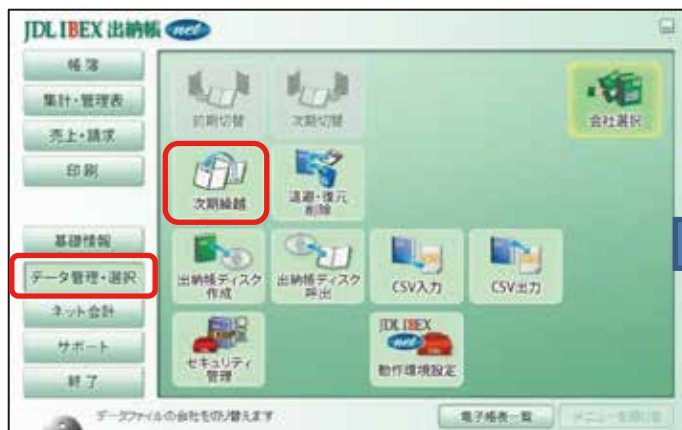 JDL IBEX 出納帳 net
帳簿
集計・管理表
売上・請求
印刷
基礎情報
データ管理・選択
ネット会計
サポート
終了
前期切替
次期切替
会社選択
次期繰越
退避・復元
削除
出納帳ディスク
作成
出納帳ディスク
呼出
CSV入力
CSV出力
セキュリティ
管理
JDL IBEX
net
動作環境設定
データファイルの会社を切り替えます
電子帳表一覧
メニューを閉じる